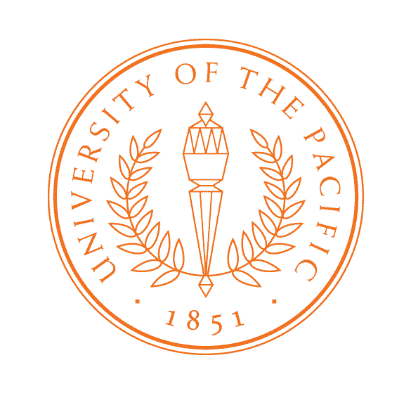 UNIVERSITY OF THE PACIFIC
· 1851 ·